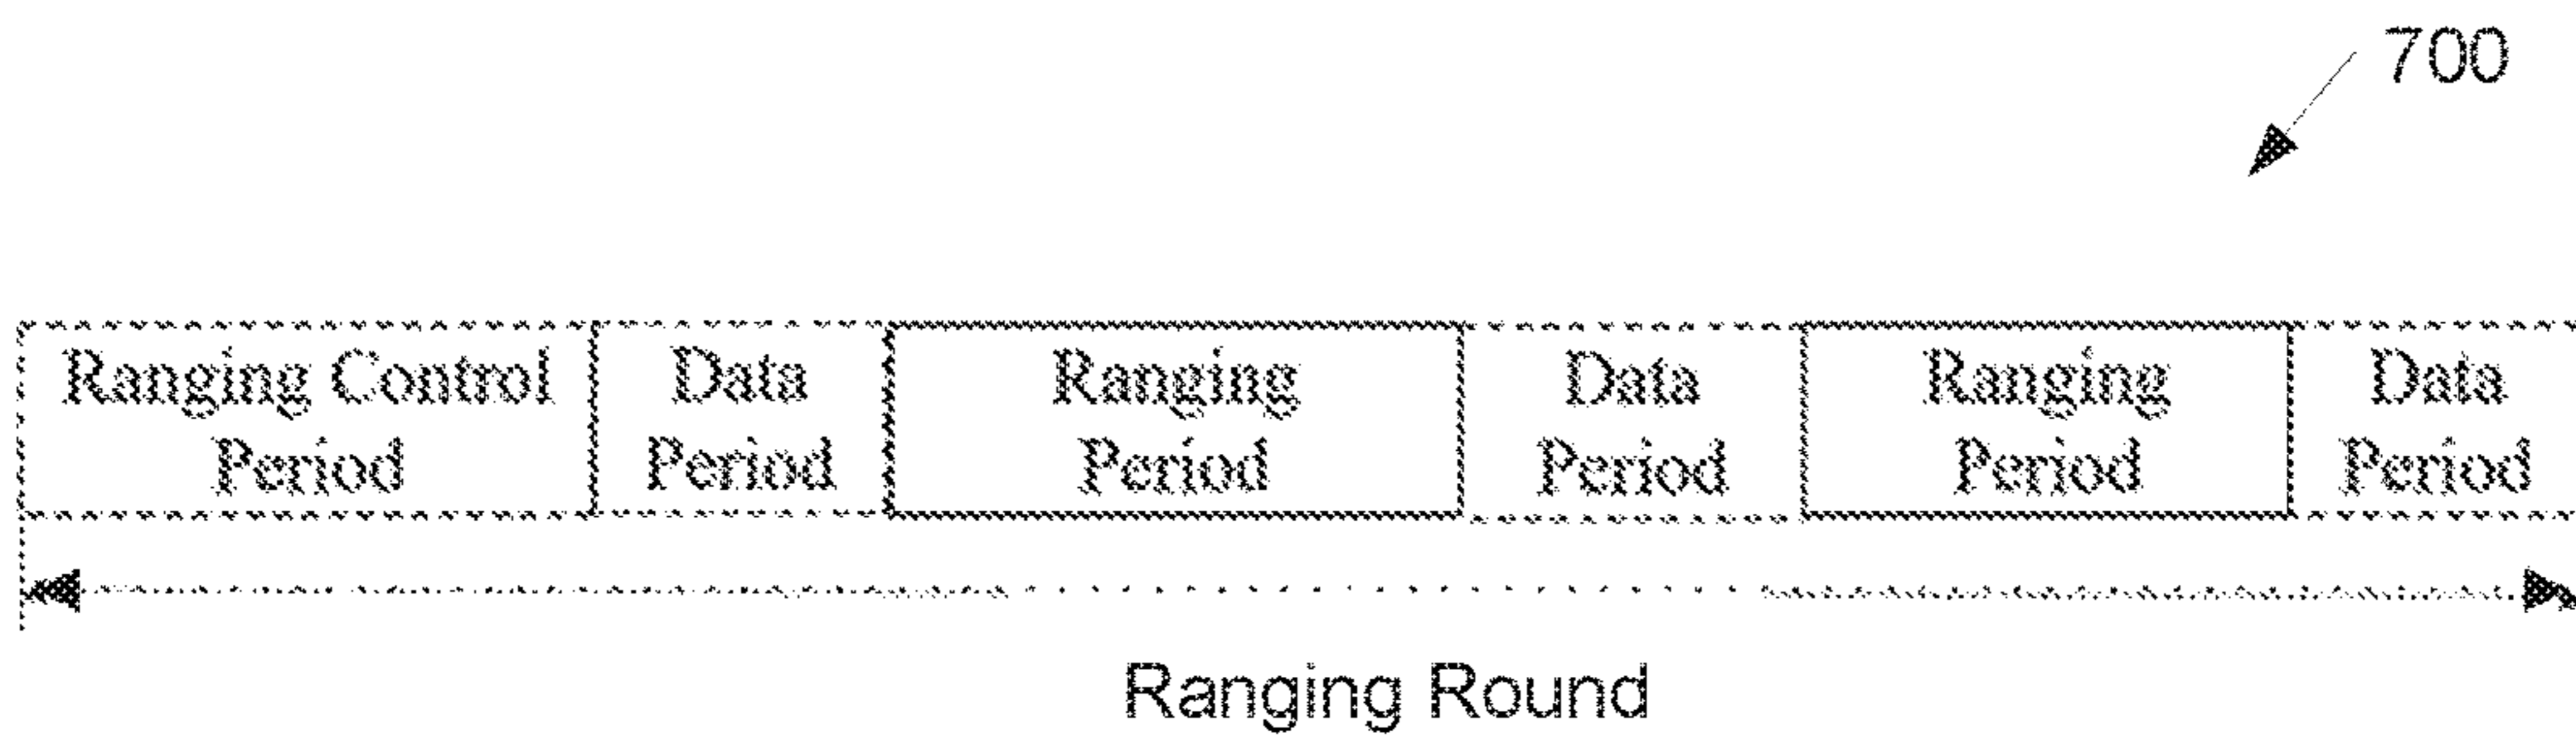 700
Ranging Control
Period
Data
Period
Ranging
Period
Data
Period
Ranging
Period
Data
Period
Ranging Round